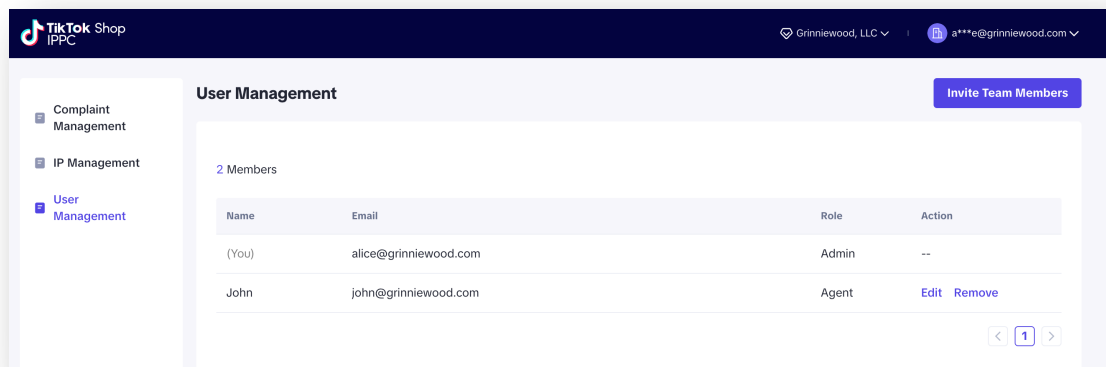 TikTok Shop
IPPC
Grinniewood, LLC
a***e@grinniewood.com
Complaint
Management
IP Management
User
Management
User Management
Invite Team Members
2 Members
Name Email Role Action
(You) alice@grinniewood.com Admin --
John john@grinniewood.com Agent Edit Remove
< 1 >